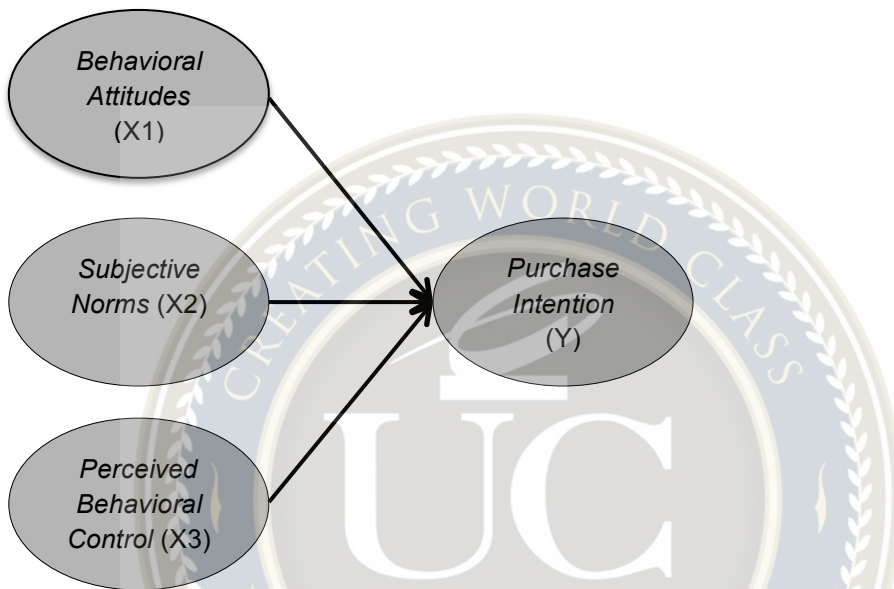 Behavioral
Attitudes
(X1)
Subjective
Norms (X2)
Perceived
Behavioral
Control (X3)
Purchase
Intention
(Y)
CREATING WORLD CLASS
UC